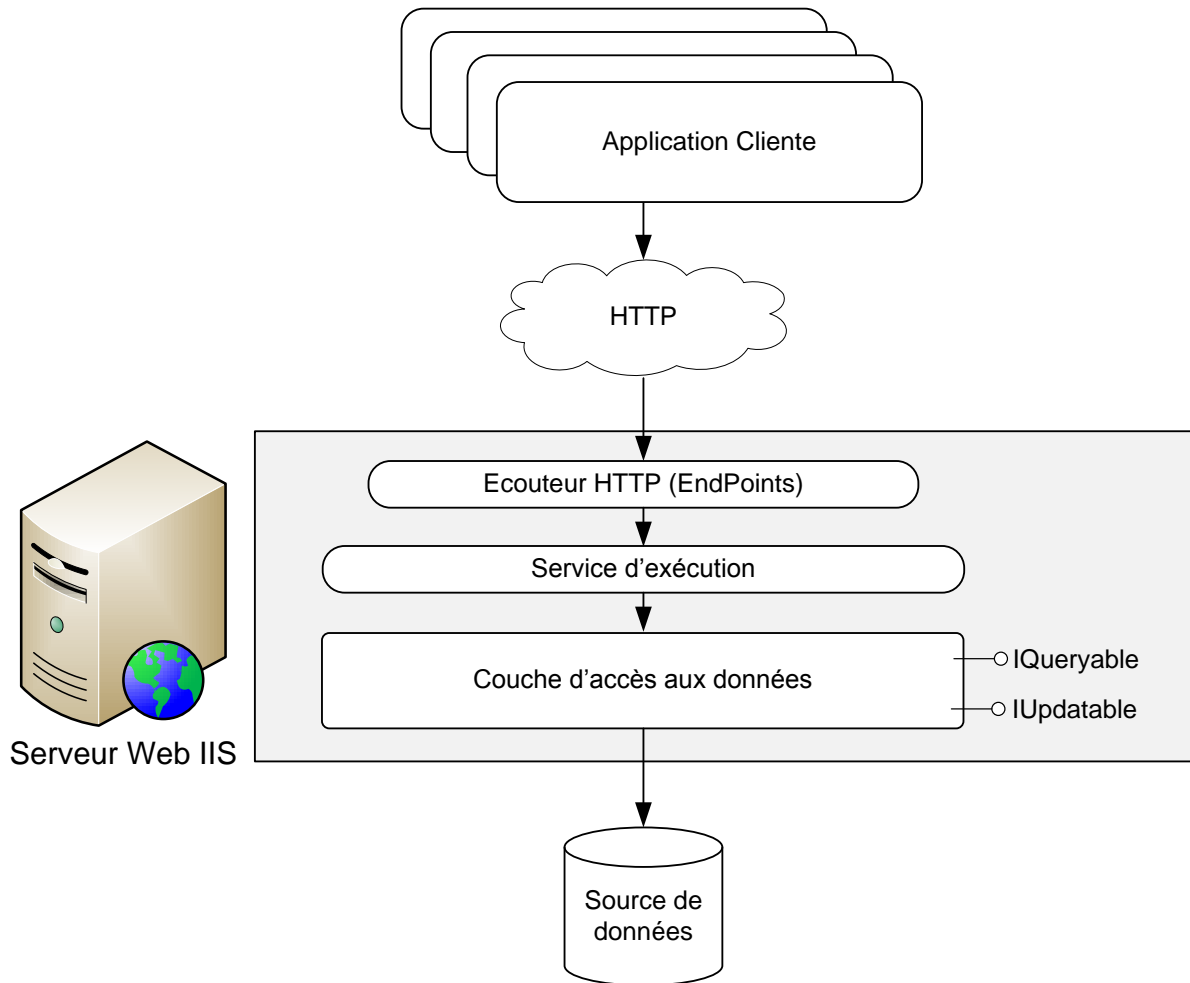 Application Cliente
HTTP
Ecouteur HTTP (EndPoints)
Service d’exécution
Couche d’accès aux données
IQueryable
IUpdatable
Serveur Web IIS
Source de
données